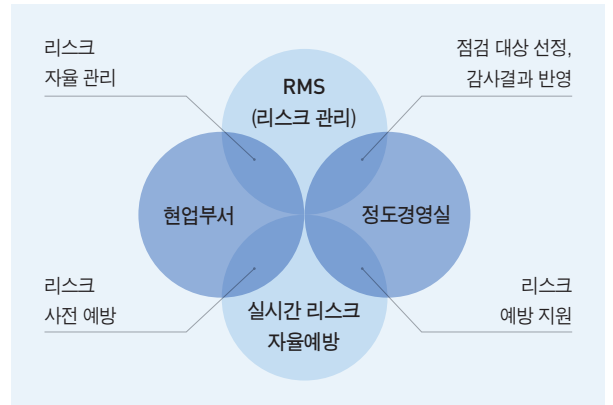 리스크
자율 관리
점검 대상 선정,
감사결과 반영
RMS
(리스크 관리)
현업부서
정도경영실
리스크
사전 예방
실시간 리스크
자율예방
리스크
예방 지원